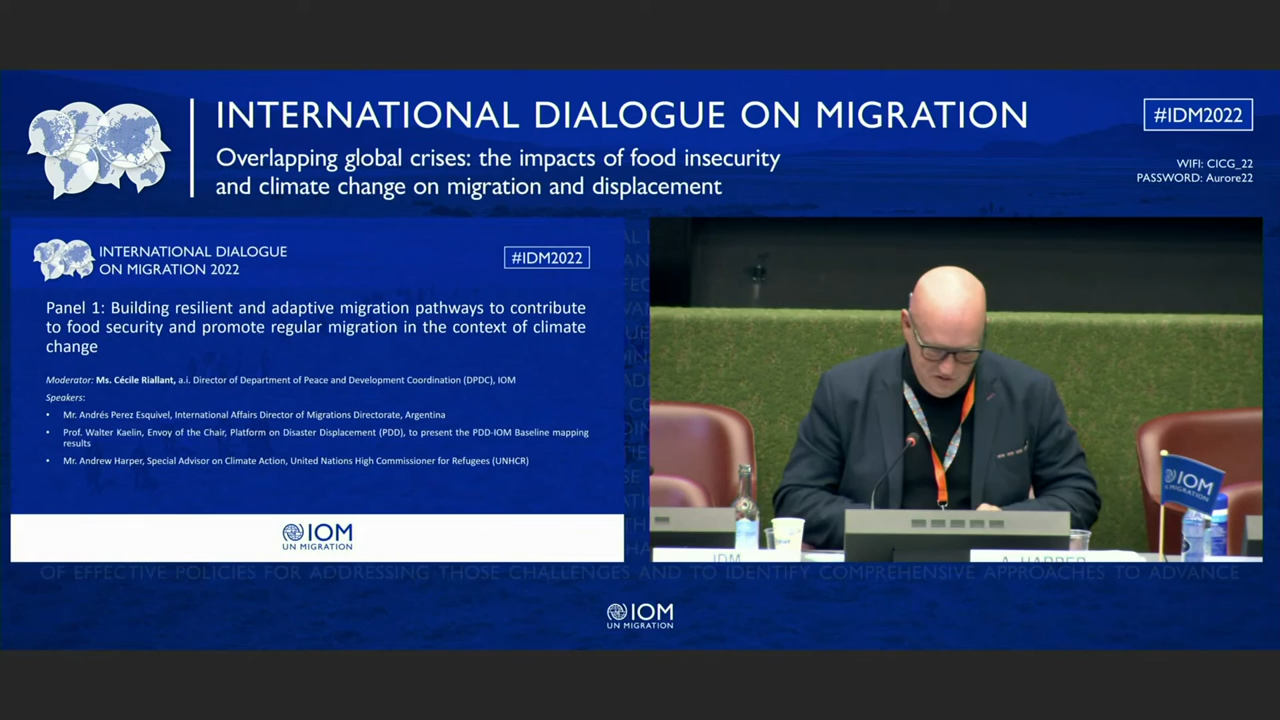 INTERNATIONAL DIALOGUE ON MIGRATION
Overlapping global crises: the impacts of food insecurity
and climate change on migration and displacement
#IDM2022
WIFI: CICG_22
PASSWORD: Aurore22
INTERNATIONAL DIALOGUE
ON MIGRATION 2022
#IDM2022
Panel 1: Building resilient and adaptive migration pathways to contribute
to food security and promote regular migration in the context of climate
change
Moderator: Ms. Cécile Riallant, a.i. Director of Department of Peace and Development Coordination (DPDC), IOM
Speakers:
• Mr. Andrés Perez Esquivel, International Affairs Director of Migrations Directorate, Argentina
• Prof. Walter Kaelin, Envoy of the Chair, Platform on Disaster Displacement (PDD), to present the PDD-IOM Baseline mapping
results
• Mr. Andrew Harper, Special Advisor on Climate Action, United Nations High Commissioner for Refugees (UNHCR)
IOM
UN MIGRATION
IOM
MIGRATION
IDM
A. HARPER
OF EFFECTIVE POLICIES FOR ADDRESSING THOSE CHALLENGES AND TO IDENTIFY COMPREHENSIVE APPROACHES TO ADVANCE
IOM
UN MIGRATION